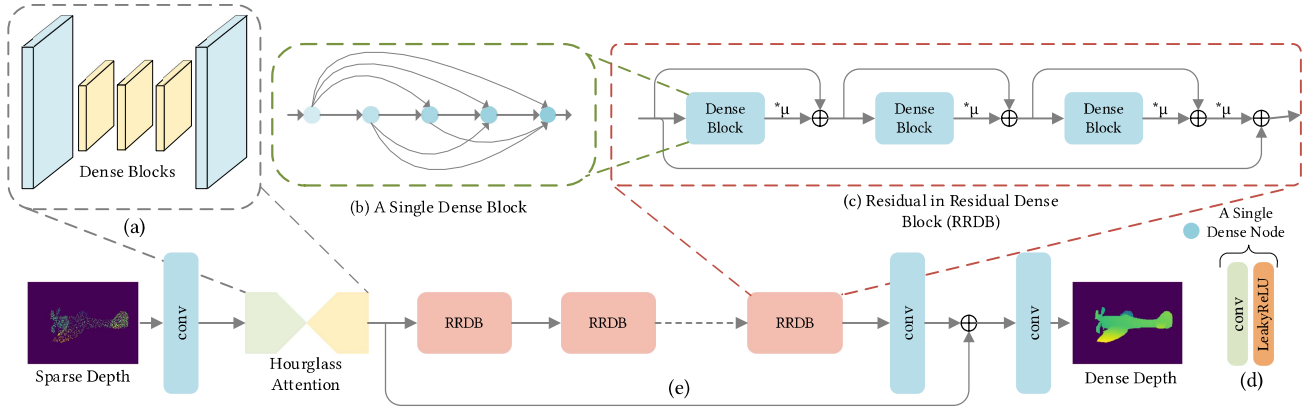 Dense Blocks
(a)
(b) A Single Dense Block
Dense
Block
*μ
Dense
Block
*μ
Dense
Block
*μ
*μ
(c) Residual in Residual Dense
Block (RRDB)
A Single
Dense Node
conv
LeakyReLU
(d)
Sparse Depth
conv
Hourglass
Attention
RRDB
RRDB
RRDB
conv
conv
Dense Depth
(e)